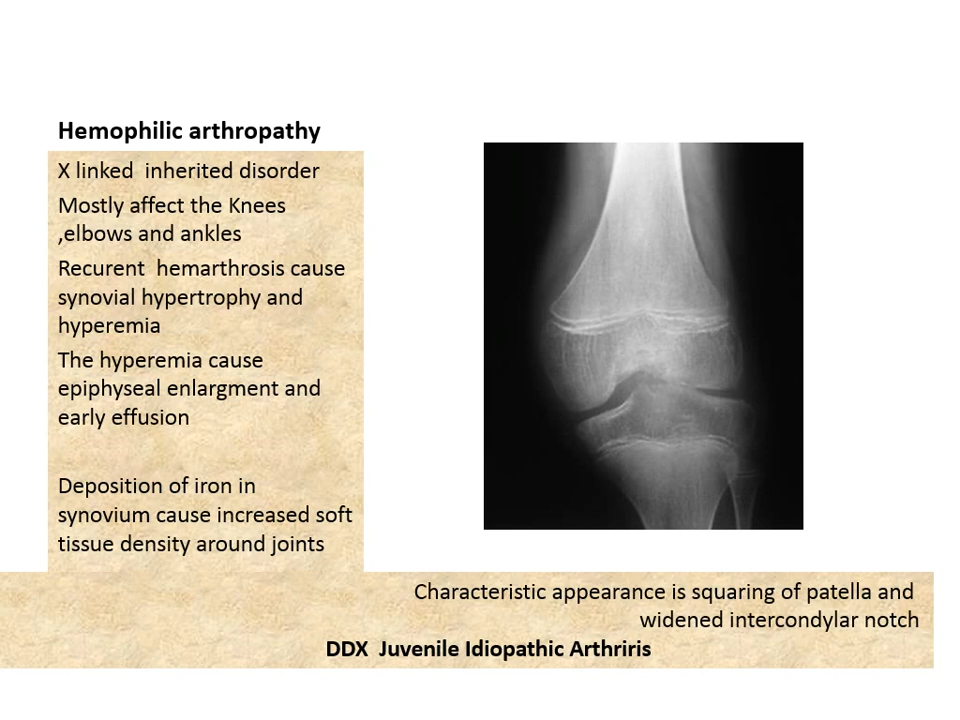 Hemophilic arthropathy
X linked  inherited disorder
Mostly affect the Knees
,elbows and ankles
Recurent  hemarthrosis cause
synovial hypertrophy and
hyperemia
The hyperemia cause
epiphyseal enlargment and
early effusion
Deposition of iron in
synovium cause increased soft
tissue density around joints
Characteristic appearance is squaring of patella and
widened intercondylar notch
DDX  Juvenile Idiopathic Arthriris